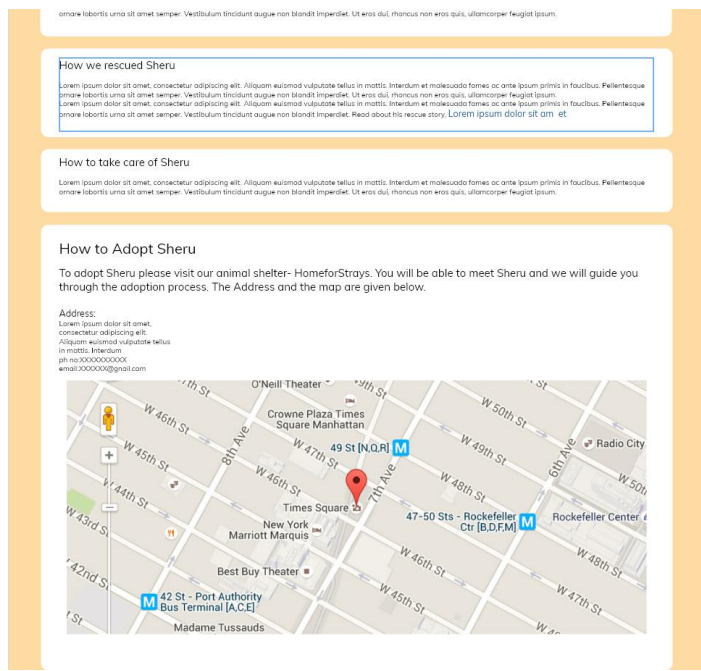 ornare lobortis urna sit amet semper. Vestibulum tincidunt augue non blandit imperdiet. Ut eros dui, rhoncus non eros quis, ullamcorper feugiat ipsum.
How we rescued Sheru
Lorem ipsum dolor sit amet, consectetur adipiscing elit. Aliquam euismod vulputate tellus in mattis. Interdum et malesuada fames ac ante ipsum primis in faucibus. Pellentesque
ornare lobortis urna sit amet semper. Vestibulum tincidunt augue non blandit imperdiet. Ut eros dui, rhoncus non eros quis, ullamcorper feugiat ipsum.
Lorem ipsum dolor sit amet, consectetur adipiscing elit. Aliquam euismod vulputate tellus in mattis. Interdum et malesuada fames ac ante ipsum primis in faucibus. Pellentesque
ornare lobortis urna sit amet semper. Vestibulum tincidunt augue non blandit imperdiet. Read about his rescue story, Lorem ipsum dolor sit am et
How to take care of Sheru
Lorem ipsum dolor sit amet, consectetur adipiscing elit. Aliquam euismod vulputate tellus in mattis. Interdum et malesuada fames ac ante ipsum primis in faucibus. Pellentesque
ornare lobortis urna sit amet semper. Vestibulum tincidunt augue non blandit imperdiet. Ut eros dui, rhoncus non eros quis, ullamcorper feugiat ipsum.
How to Adopt Sheru
To adopt Sheru please visit our animal shelter- HomeforStrays. You will be able to meet Sheru and we will guide you
through the adoption process. The Address and the map are given below.
Address:
Lorem ipsum dolor sit amet,
consectetur adipiscing elit.
Aliquam euismod vulputate tellus
in mattis. Interdum
ph no:XXXXXXXXXX
email:XXXXXX@gnail.com
7th St
O'Neill Theater
49th St
St
W 46th St
Crowne Plaza Times
Square Manhattan
W 50th St
W 45th St
8th Ave
W 47th St
49 St [N,Q,R]
M
W 49th St
6th Ave
Radio City
W 44th St
W 46th St
7th Ave
W 48th St
W 50th
W 43rd St
Times Square
47-50 Sts - Rockefeller
Ctr [B,D,F,M]
M
Rockefeller Center
New York
Marriott Marquis
W 46th St
W 48th St
42nd St
Best Buy Theater
W 45th St
W 47th St
M
42 St - Port Authority
Bus Terminal [A,C,E]
St
Madame Tussauds